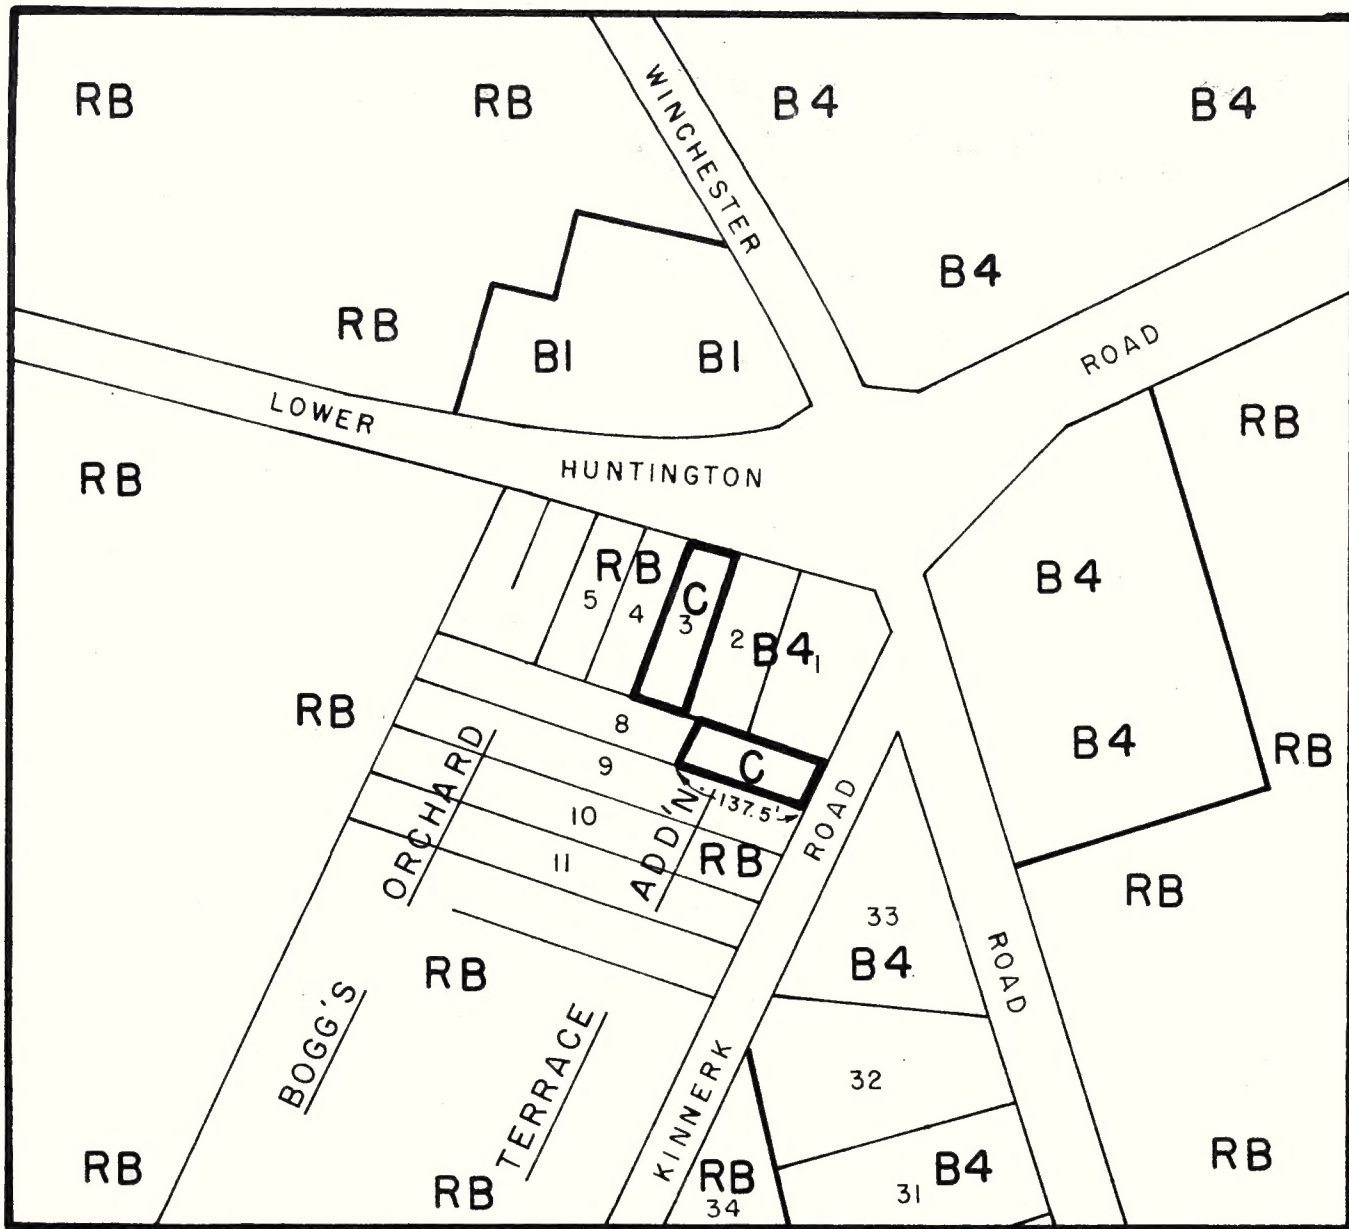 RB
RB
WINCHESTER
B4
B4
B4
RB
B1
B1
ROAD
LOWER
RB
RB
HUNTINGTON
RB
5
4
C
3
2
B4
1
B4
B4
RB
RB
8
9
10
11
C
137.5'
ROAD
RB
ORCHARD
ADD'N
RB
33
B4
ROAD
RB
BOGG'S
TERRACE
KINNERK
32
RB
RB
RB
34
31
B4
RB